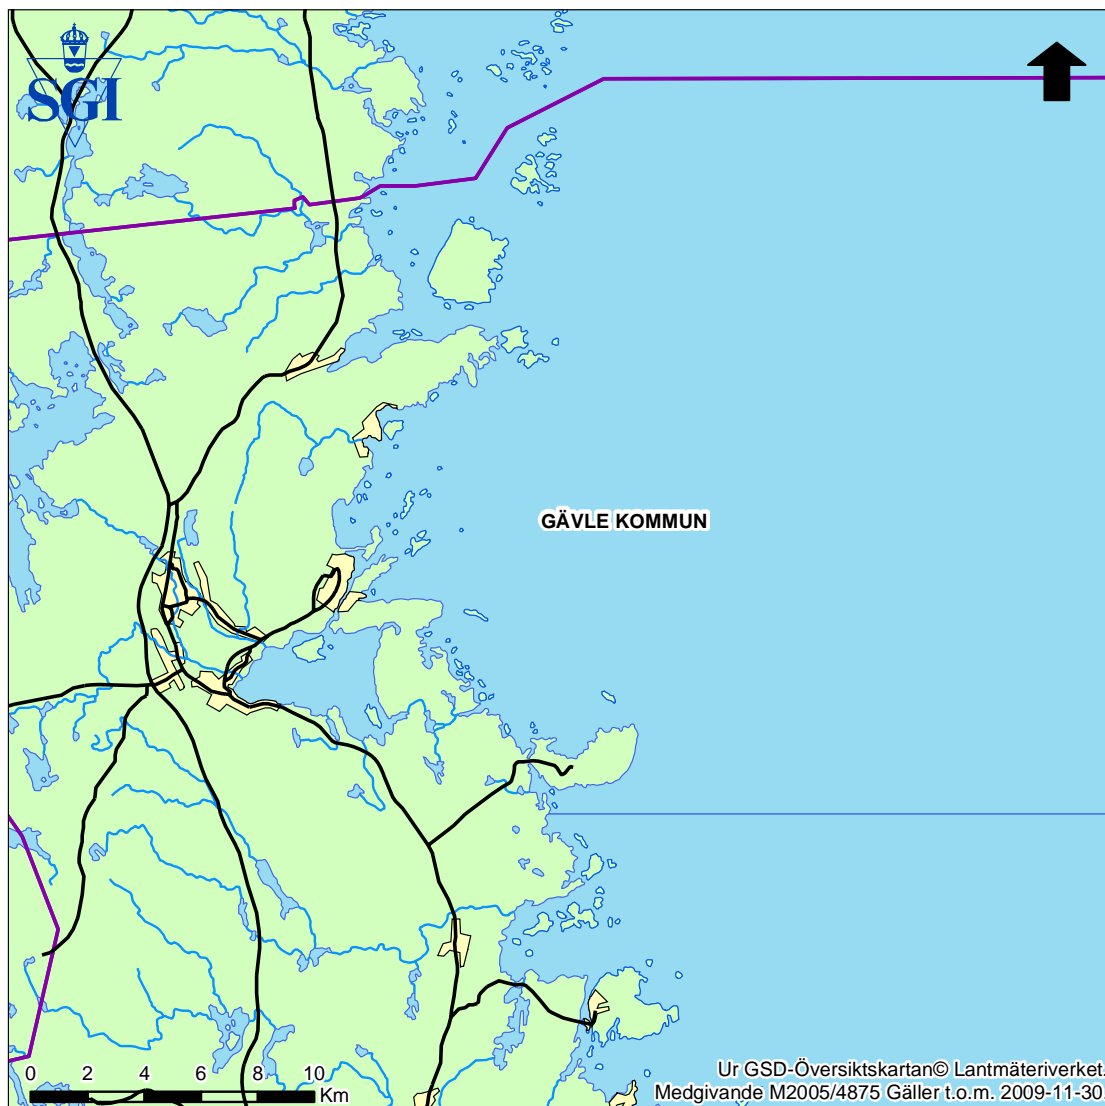 SGI
GÄVLE KOMMUN
0 2 4 6 8 10
Km
Ur GSD-Översiktskartan© Lantmäteriverket.
Medgivande M2005/4875 Gäller t.o.m. 2009-11-30.